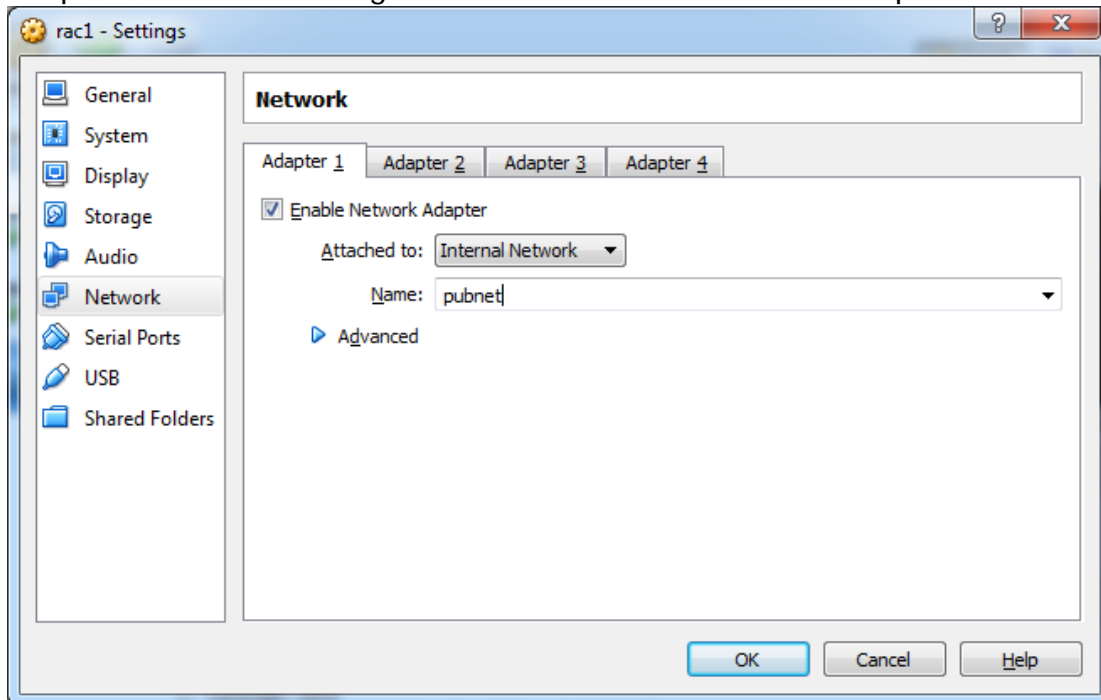 rac1 - Settings
General
System
Display
Storage
Audio
Network
Serial Ports
USB
Shared Folders
Network
Adapter 1 Adapter 2 Adapter 3 Adapter 4
Enable Network Adapter
Attached to: Internal Network
Name: pubnet
Advanced
OK Cancel Help